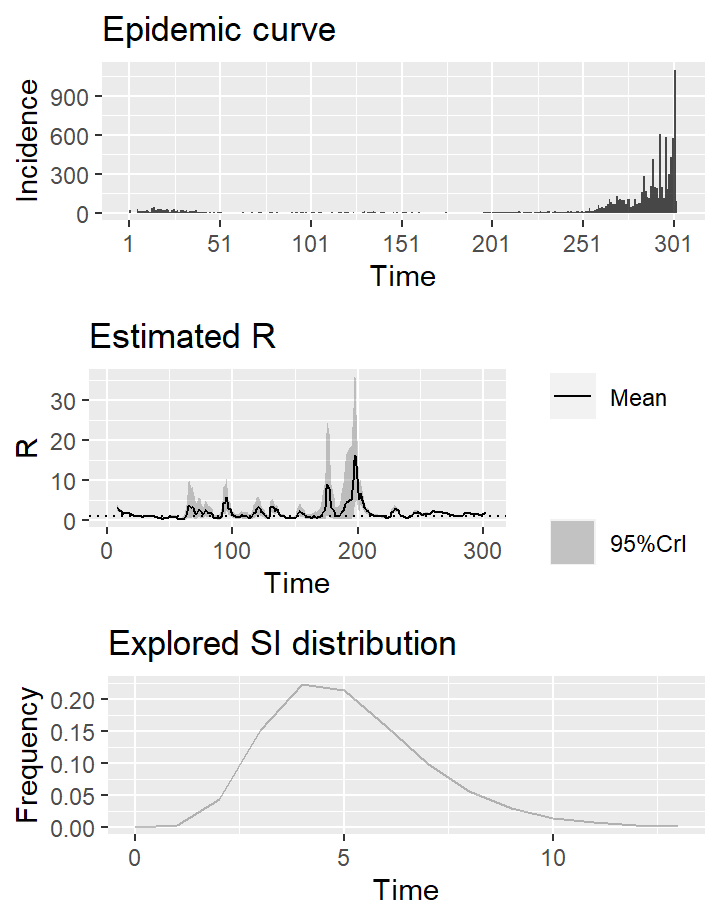 Epidemic curve
Incidence
900
600
300
0
1 51 101 151 201 251 301
Time
Estimated R
R
30
20
10
0
0 100 200 300
Time
Mean
95%CrI
Explored SI distribution
Frequency
0.20
0.15
0.10
0.05
0.00
0 5 10
Time